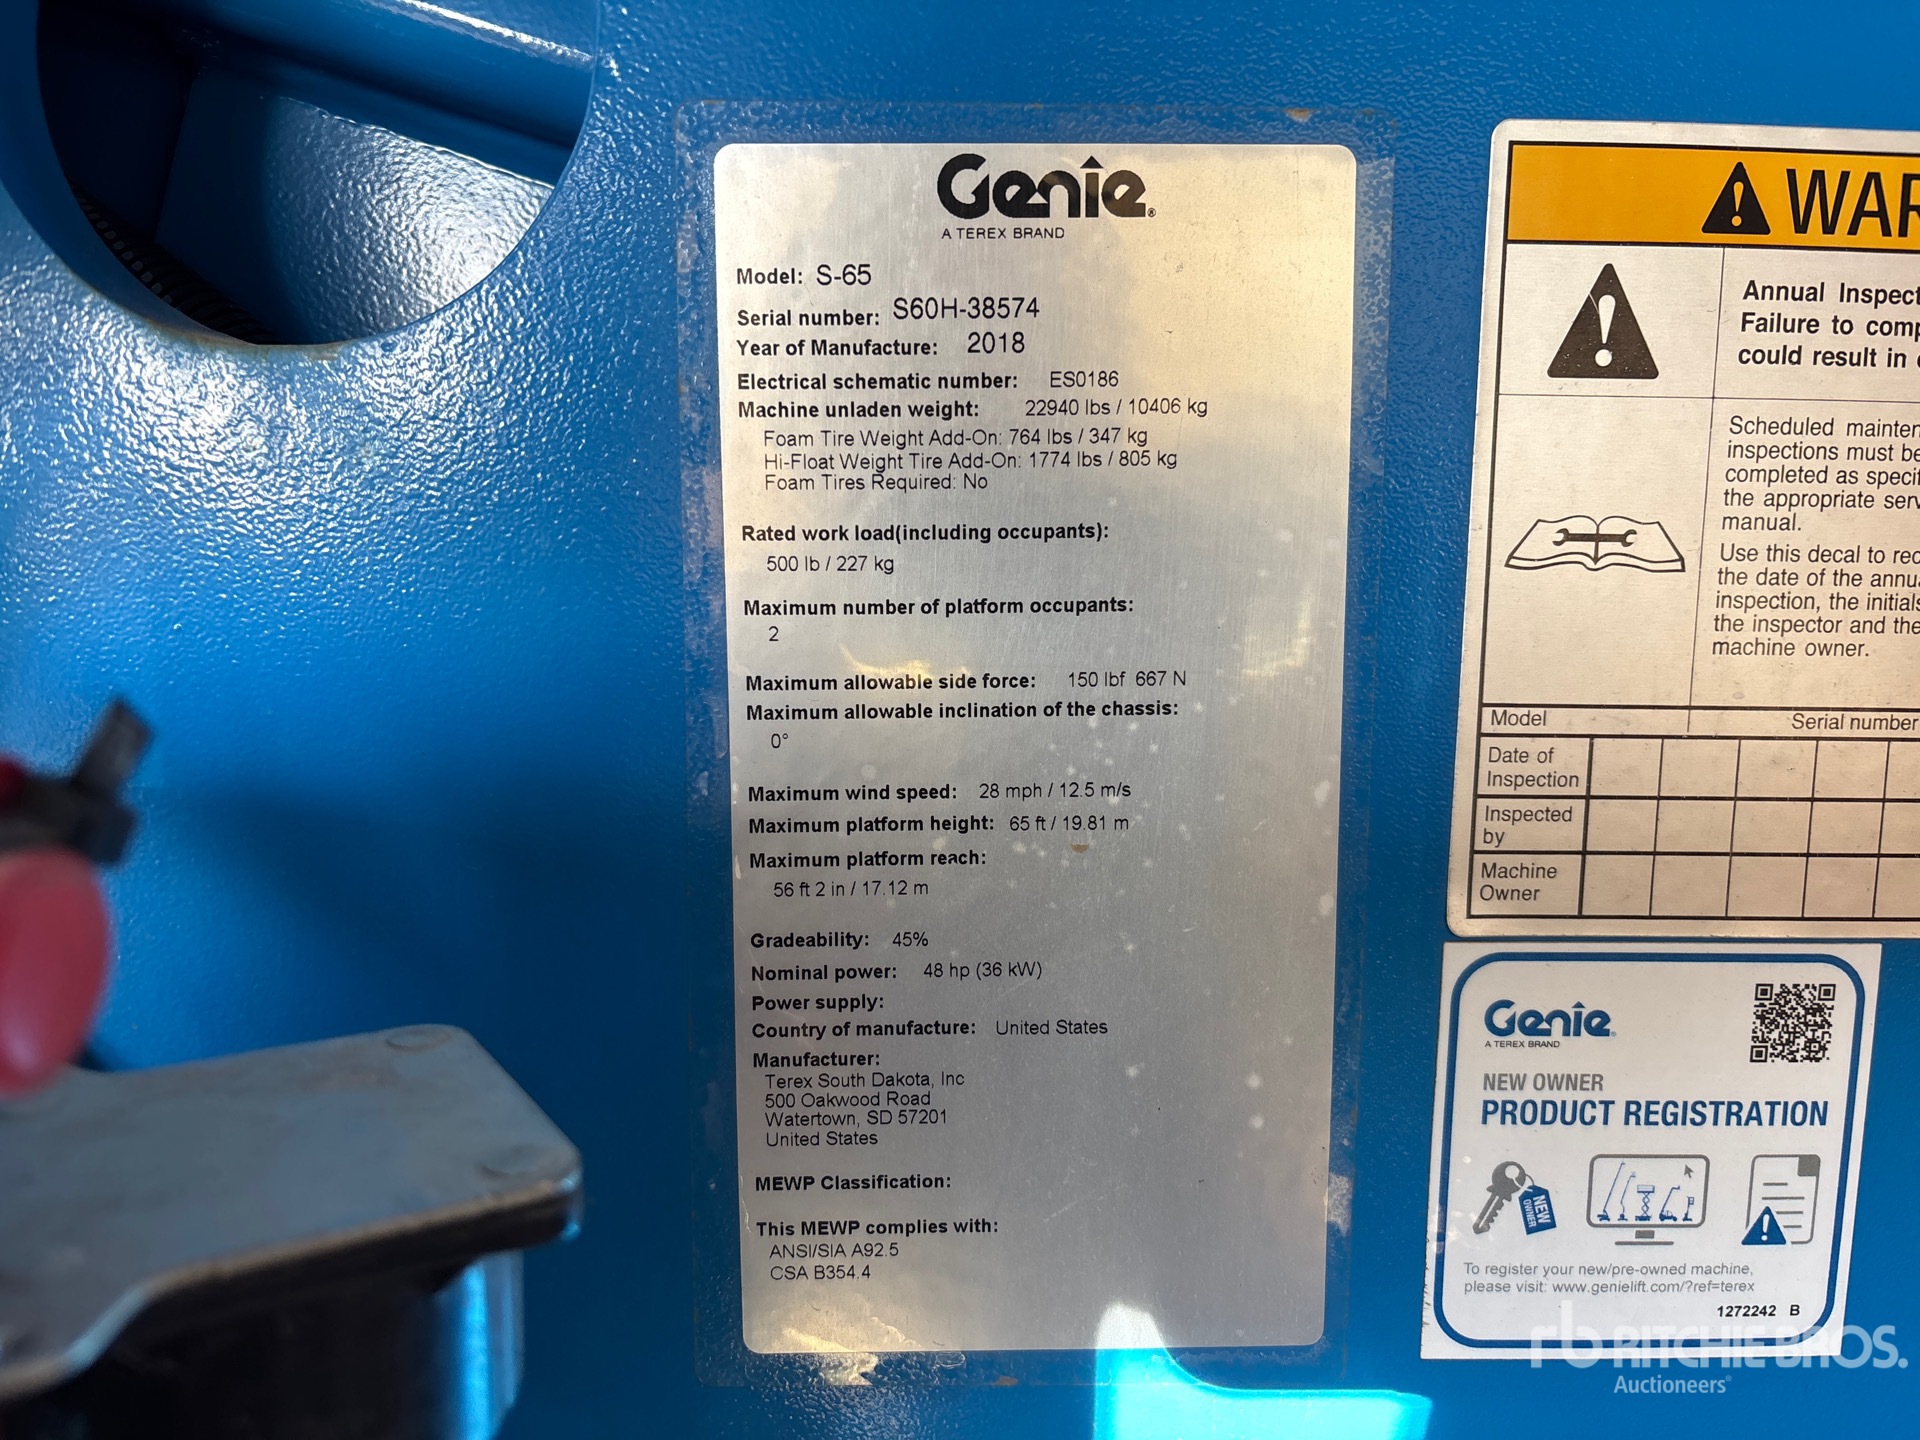 Genie®
A TEREX BRAND
Model: S-65
Serial number: S60H-38574
Year of Manufacture: 2018
Electrical schematic number: ES0186
Machine unladen weight: 22940 lbs / 10406 kg
Foam Tire Weight Add-On: 764 lbs / 347 kg
Hi-Float Weight Tire Add-On: 1774 lbs / 805 kg
Foam Tires Required: No
Rated work load(including occupants):
500 lb / 227 kg
Maximum number of platform occupants:
2
Maximum allowable side force: 150 lbf 667 N
Maximum allowable inclination of the chassis:
0°
Maximum wind speed: 28 mph / 12.5 m/s
Maximum platform height: 65 ft / 19.81 m
Maximum platform reach:
56 ft 2 in / 17.12 m
Gradeability: 45%
Nominal power: 48 hp (36 kW)
Power supply:
Country of manufacture: United States
Manufacturer:
Terex South Dakota, Inc
500 Oakwood Road
Watertown, SD 57201
United States
MEWP Classification:
This MEWP complies with:
ANSI/SIA A92.5
CSA B354.4
WAR
Annual Inspect
Failure to comp
could result in
Scheduled mainten
inspections must be
completed as specif
the appropriate serv
manual.
Use this decal to rec
the date of the annua
inspection, the initials
the inspector and the
machine owner.
Model Serial number
Date of
Inspection
Inspected
by
Machine
Owner
Genie®
A TEREX BRAND
NEW OWNER
PRODUCT REGISTRATION
NEW
OWNER
To register your new/pre-owned machine,
please visit: www.genielift.com/?ref=terex
1272242 B
rb RITCHIE BROS.
Auctioneers®